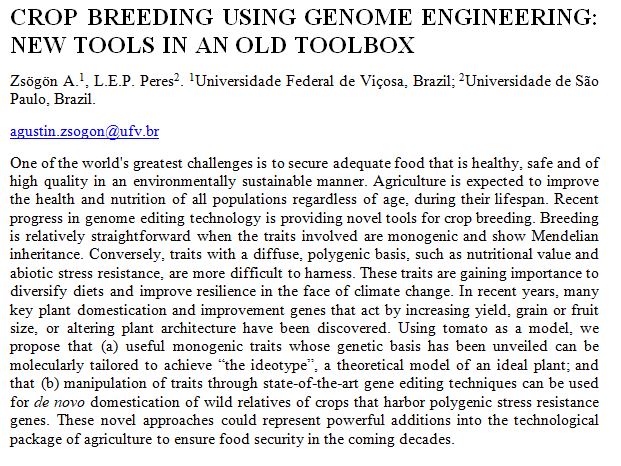 CROP BREEDING USING GENOME ENGINEERING:
NEW TOOLS IN AN OLD TOOLBOX
Zsögön A.¹, L.E.P. Peres². ¹Universidade Federal de Viçosa, Brazil; ²Universidade de São
Paulo, Brazil.
agustin.zsogon@ufv.br
One of the world's greatest challenges is to secure adequate food that is healthy, safe and of
high quality in an environmentally sustainable manner. Agriculture is expected to improve
the health and nutrition of all populations regardless of age, during their lifespan. Recent
progress in genome editing technology is providing novel tools for crop breeding. Breeding
is relatively straightforward when the traits involved are monogenic and show Mendelian
inheritance. Conversely, traits with a diffuse, polygenic basis, such as nutritional value and
abiotic stress resistance, are more difficult to harness. These traits are gaining importance to
diversify diets and improve resilience in the face of climate change. In recent years, many
key plant domestication and improvement genes that act by increasing yield, grain or fruit
size, or altering plant architecture have been discovered. Using tomato as a model, we
propose that (a) useful monogenic traits whose genetic basis has been unveiled can be
molecularly tailored to achieve “the ideotype”, a theoretical model of an ideal plant; and
that (b) manipulation of traits through state-of-the-art gene editing techniques can be used
for de novo domestication of wild relatives of crops that harbor polygenic stress resistance
genes. These novel approaches could represent powerful additions into the technological
package of agriculture to ensure food security in the coming decades.